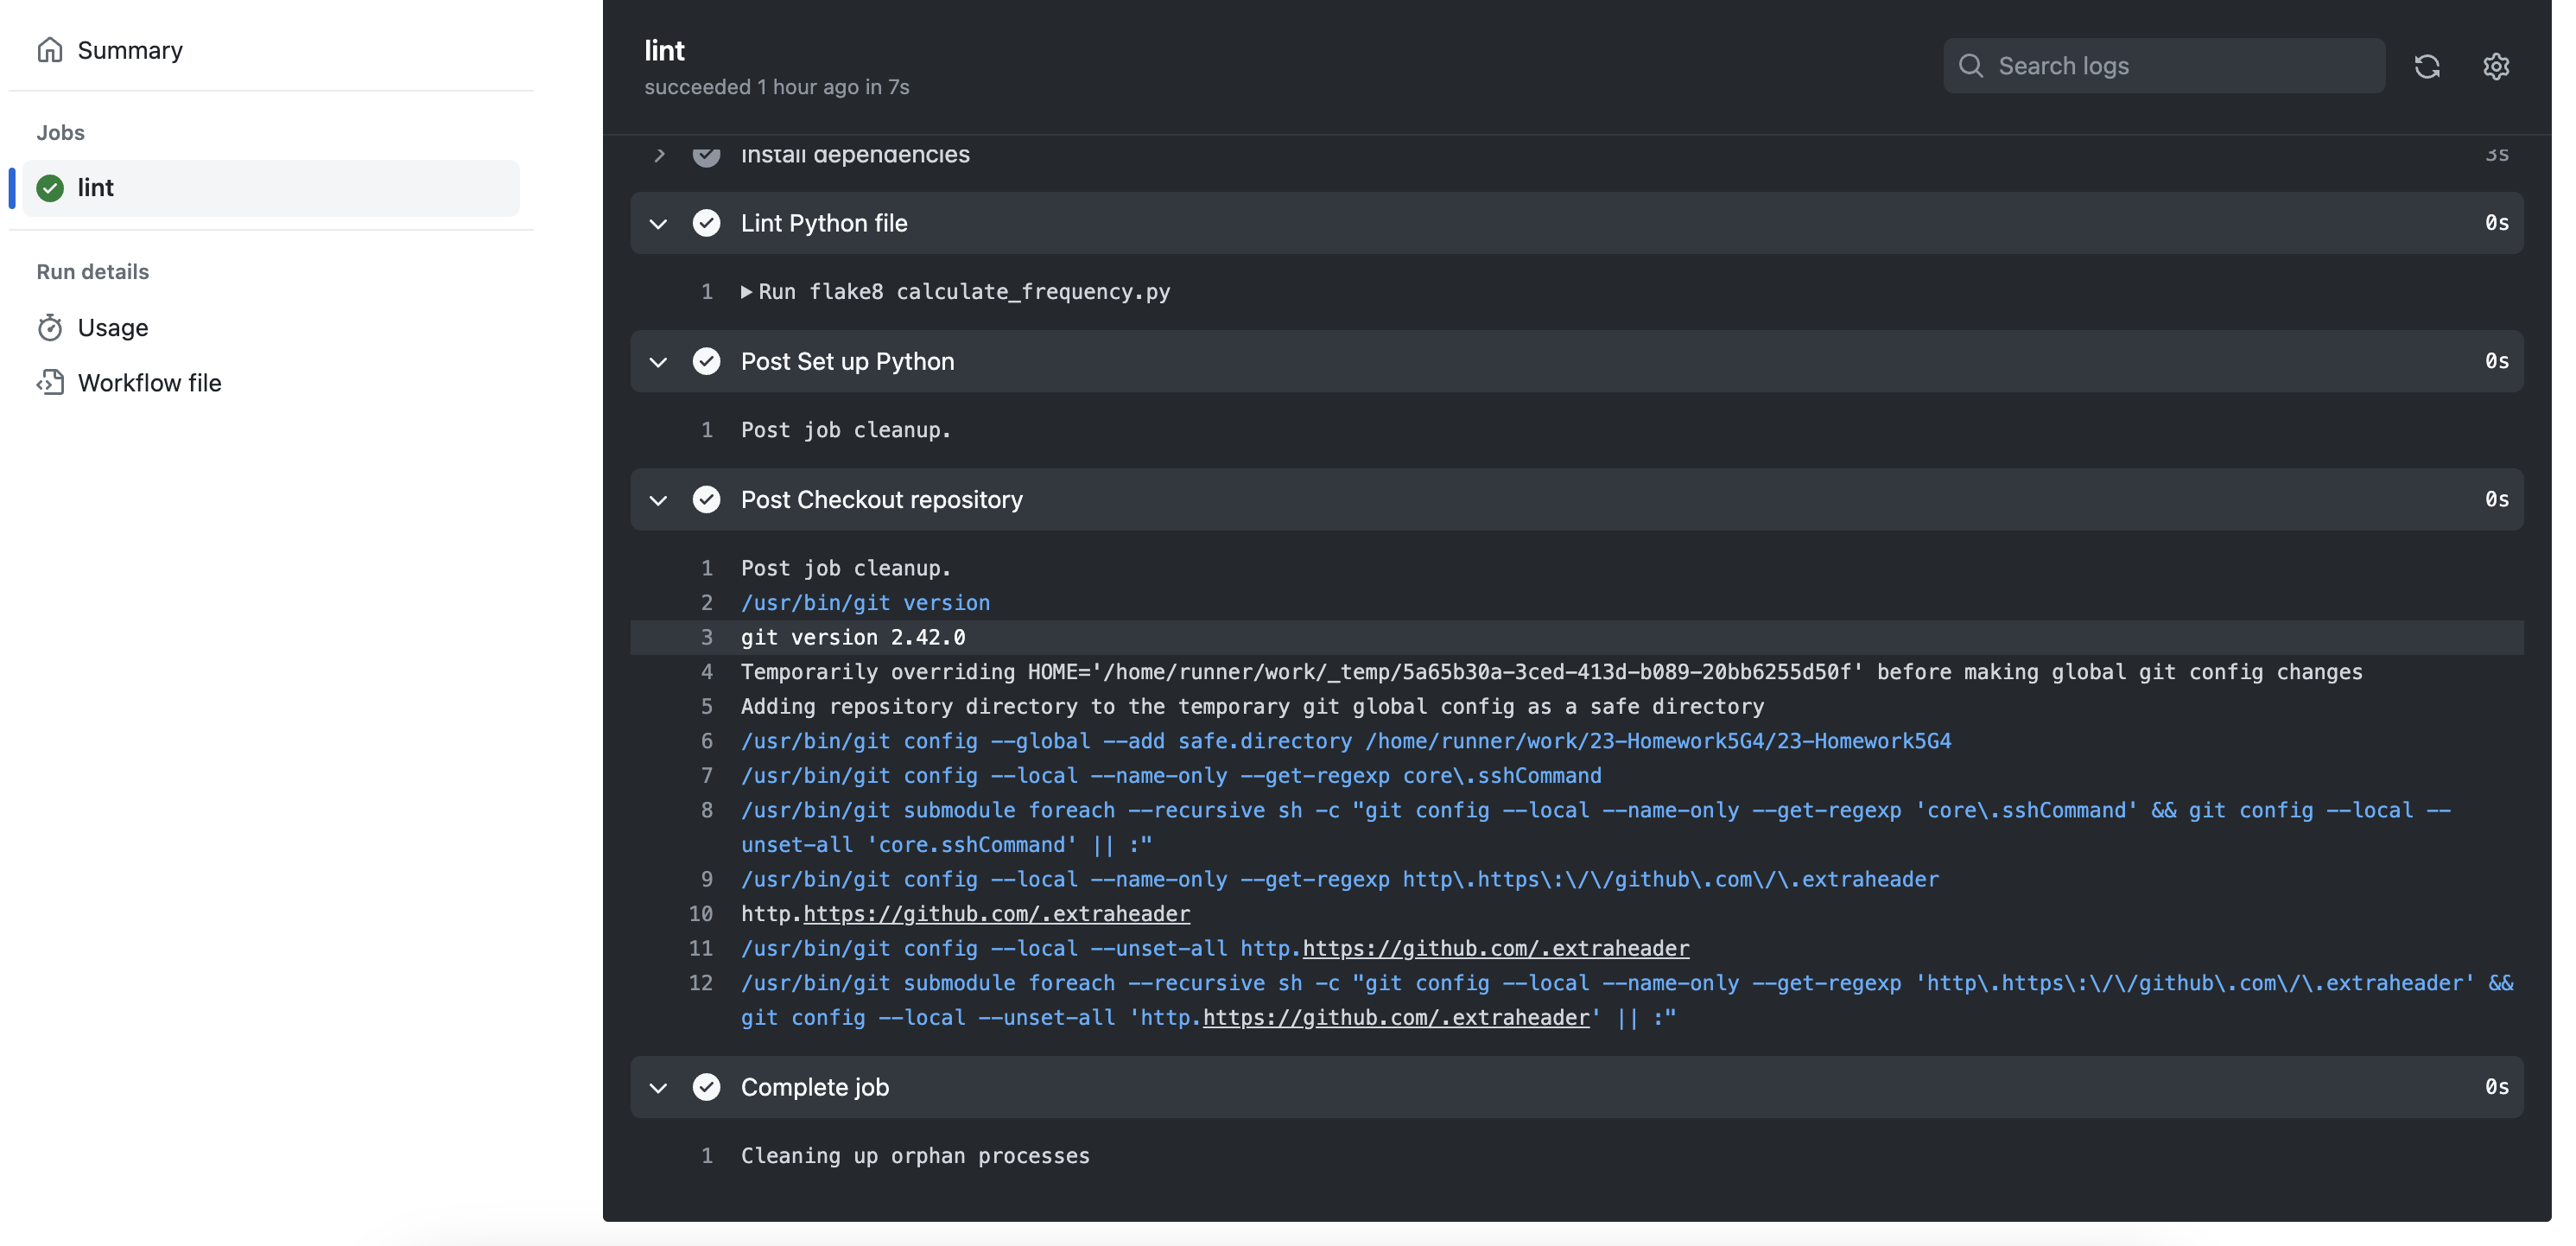 Summary
Jobs
lint
Run details
Usage
Workflow file
lint
succeeded 1 hour ago in 7s
Search logs
Install dependencies
3s
Lint Python file
0s
1 Run flake8 calculate_frequency.py
Post Set up Python
0s
1 Post job cleanup.
Post Checkout repository
0s
1 Post job cleanup.
2 /usr/bin/git version
3 git version 2.42.0
4 Temporarily overriding HOME='/home/runner/work/_temp/5a65b30a-3ced-413d-b089-20bb6255d50f' before making global git config changes
5 Adding repository directory to the temporary git global config as a safe directory
6 /usr/bin/git config --global --add safe.directory /home/runner/work/23-Homework5G4/23-Homework5G4
7 /usr/bin/git config --local --name-only --get-regexp core\.sshCommand
8 /usr/bin/git submodule foreach --recursive sh -c "git config --local --name-only --get-regexp 'core\.sshCommand' && git config --local --
unset-all 'core.sshCommand' || :"
9 /usr/bin/git config --local --name-only --get-regexp http\.https\:\/\/github\.com\/\.extraheader
10 http.https://github.com/.extraheader
11 /usr/bin/git config --local --unset-all http.https://github.com/.extraheader
12 /usr/bin/git submodule foreach --recursive sh -c "git config --local --name-only --get-regexp 'http\.https\:\/\/github\.com\/\.extraheader' &&
git config --local --unset-all 'http.https://github.com/.extraheader' || :"
Complete job
0s
1 Cleaning up orphan processes